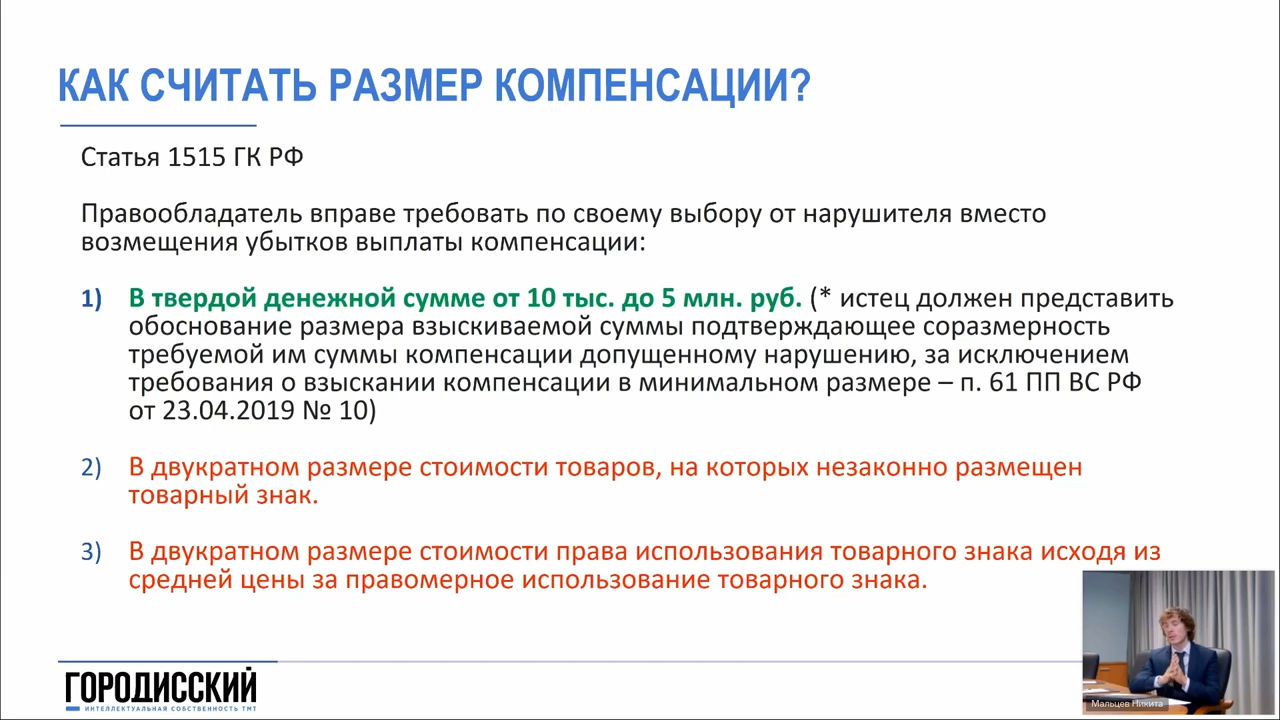 КАК СЧИТАТЬ РАЗМЕР КОМПЕНСАЦИИ?
Статья 1515 ГК РФ
Правообладатель вправе требовать по своему выбору от нарушителя вместо
возмещения убытков выплаты компенсации:
1) В твердой денежной сумме от 10 тыс. до 5 млн. руб. (* истец должен представить
обоснование размера взыскиваемой суммы подтверждающее соразмерность
требуемой им суммы компенсации допущенному нарушению, за исключением
требования о взыскании компенсации в минимальном размере – п. 61 ПП ВС РФ
от 23.04.2019 № 10)
2) В двукратном размере стоимости товаров, на которых незаконно размещен
товарный знак.
3) В двукратном размере стоимости права использования товарного знака исходя из
средней цены за правомерное использование товарного знака.
ГОРОДИССКИЙ
ИНТЕЛЛЕКТУАЛЬНАЯ СОБСТВЕННОСТЬ ТМТ
Мальцев Никита